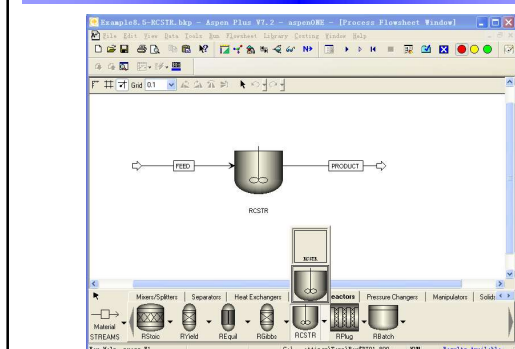 Example8.5-RCSTR.bkp - Aspen Plus V7.2 - aspenONE - [Process Flowsheet Window]
File Edit View Data Tools Run Flowsheet Library Window Help
Grid 0.1
FEED
PRODUCT
RCSTR
RCSTR
Mixers/Splitters Separators Heat Exchangers eactors Pressure Changers Manipulators Solids
Material
STREAMS RStoic RYield REquil RGibbs RCSTR RPlug RBatch